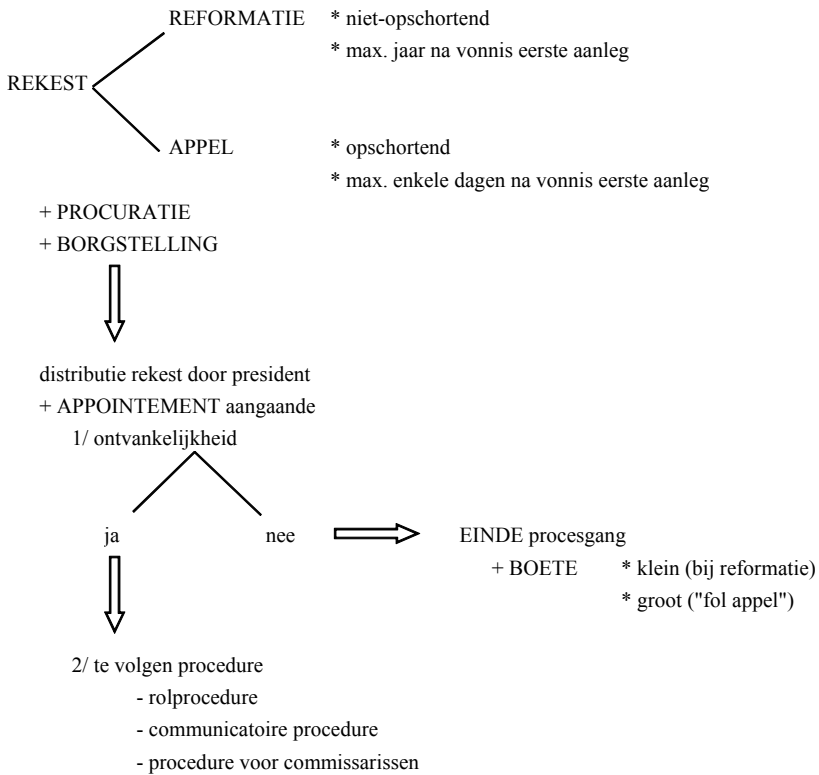 REFORMATIE * niet-opschortend
* max. jaar na vonnis eerste aanleg
REKEST
APPEL * opschortend
* max. enkele dagen na vonnis eerste aanleg
+ PROCURATIE
+ BORGSTELLING
distributie rekest door president
+ APPOINTEMENT aangaande
1/ ontvankelijkheid
ja nee EINDE procesgang
+ BOETE * klein (bij reformatie)
* groot ("fol appel")
2/ te volgen procedure
- rolprocedure
- communicatoire procedure
- procedure voor commissarissen